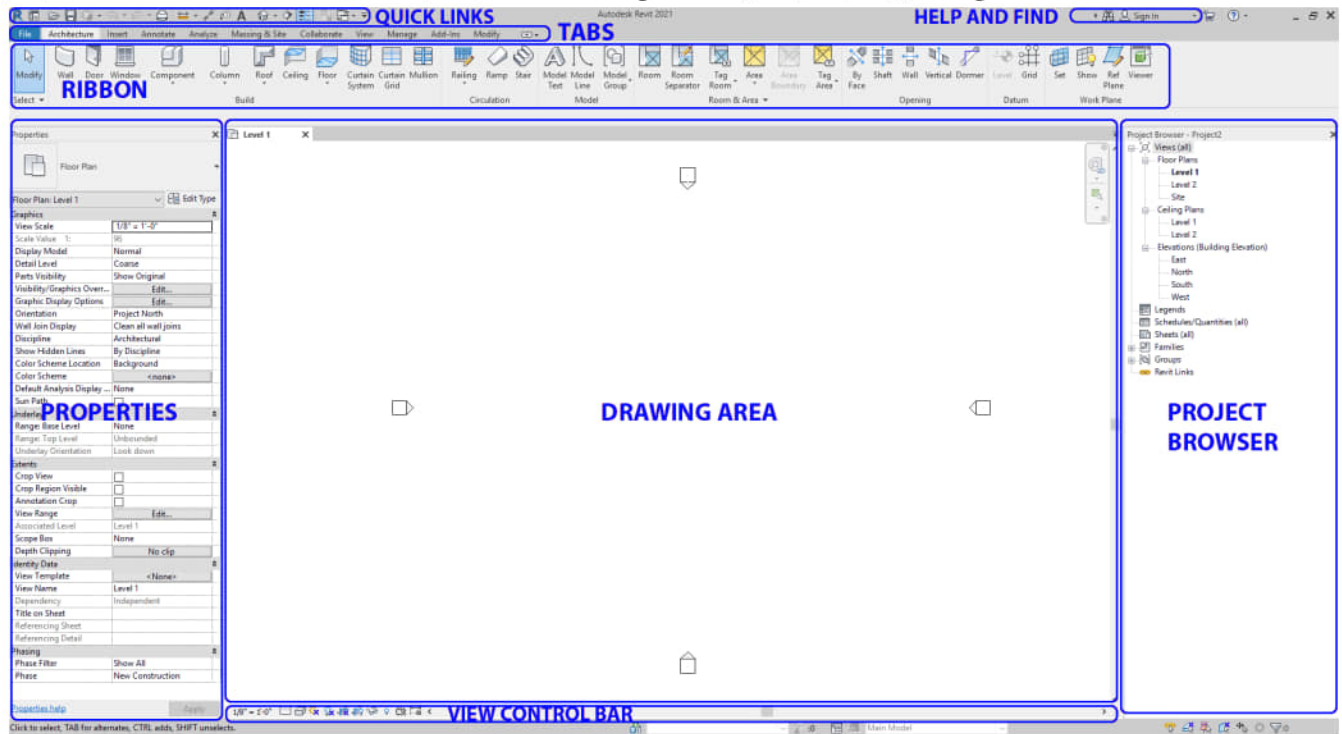 QUICK LINKS
Autodesk Revit 2021
HELP AND FIND
Sign In
File Architecture Insert Annotate Analyze Massing & Site Collaborate View Manage Add-Ins Modify
TABS
Modify Wall Door Window Component Column Roof Ceiling Floor Curtain System Curtain Grid Mullion Railing Ramp Stair Model Text Model Line Model Group Room Room Separator Tag Room Area Area Boundary Tag Area By Face Shaft Wall Vertical Dormer Level Grid Set Show Ref Plane Viewer
RIBBON
Select Build Circulation Model Room & Area Opening Datum Work Plane
Properties
Floor Plan
Floor Plan: Level 1 Edit Type
Graphics
View Scale 1/8" = 1'-0"
Scale Value 1: 96
Display Model Normal
Detail Level Coarse
Parts Visibility Show Original
Visibility/Graphics Overr... Edit...
Graphic Display Options Edit...
Orientation Project North
Wall Join Display Clean all wall joins
Discipline Architectural
Show Hidden Lines By Discipline
Color Scheme Location Background
Color Scheme <none>
Default Analysis Display ... None
Sun Path
PROPERTIES
Underlay
Range: Base Level None
Range: Top Level Unbounded
Underlay Orientation Look down
Extents
Crop View
Crop Region Visible
Annotation Crop
View Range Edit...
Associated Level Level 1
Scope Box None
Depth Clipping No clip
Identity Data
View Template <None>
View Name Level 1
Dependency Independent
Title on Sheet
Referencing Sheet
Referencing Detail
Phasing
Phase Filter Show All
Phase New Construction
Properties help Apply
Click to select, TAB for alternates, CTRL adds, SHIFT unselects.
Level 1 X
DRAWING AREA
1/8" = 1'-0"
VIEW CONTROL BAR
Main Model
Project Browser - Project2
Views (all)
Floor Plans
Level 1
Level 2
Site
Ceiling Plans
Level 1
Level 2
Elevations (Building Elevation)
East
North
South
West
Legends
Schedules/Quantities (all)
Sheets (all)
Families
Groups
Revit Links
PROJECT
BROWSER